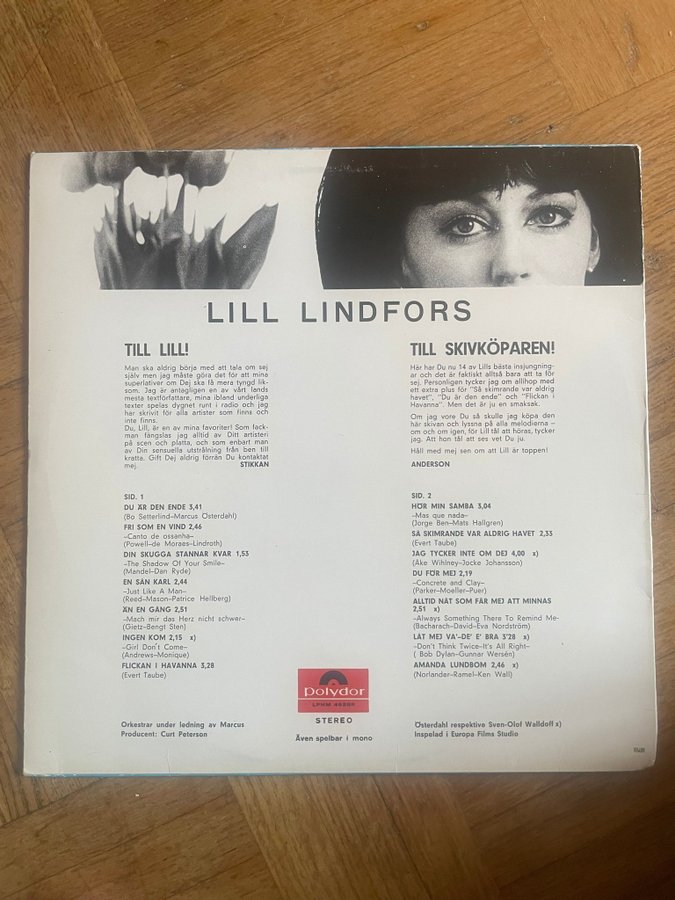 LILL LINDFORS
TILL LILL!
Man ska aldrig börja med att tala om sej
själv men jag måste göra det för att mina
superlativer om Dej ska få mera tyngd lik-
som. Jag är antagligen en av vårt lands
mesta textförfattare, mina ibland underliga
texter spelas dygnet runt i radio och jag
har skrivit för alla artister som finns och
inte finns.
Du, Lill, är en av mina favoriter! Som fack-
man fängslas jag alltid av Ditt artisteri
på scen och platta, och som enbart man
av Din sensuella utstrålning från ben till
kratta. Gift Dej aldrig förrän Du kontaktat
mej. STIKKAN
TILL SKIVKÖPAREN!
Här har Du nu 14 av Lills bästa insjungning-
ar och det är faktiskt alltså bara att ta för
sej. Personligen tycker jag om allihop med
ett extra plus för "Så skimrande var aldrig
havet", "Du är den ende" och "Flickan i
Havanna". Men det är ju en smaksak.
Om jag vore Du så skulle jag köpa den
här skivan och lyssna på alla melodierna –
om och om igen, för Lill tål att höras, tycker
jag. Att hon tål att ses vet Du ju.
Håll med mej sen om att Lill är toppen!
ANDERSON
SID. 1
DU ÄR DEN ENDE 3,41
(Bo Setterlind–Marcus Österdahl)
FRI SOM EN VIND 2,46
–Canto de ossanha–
(Powell–de Moraes–Lindroth)
DIN SKUGGA STANNAR KVAR 1,53
–The Shadow Of Your Smile–
(Mandel–Dan Ryde)
EN SÅN KARL 2,44
–Just Like A Man–
(Reed–Mason–Patrice Hellberg)
ÄN EN GÅNG 2,51
–Mach mir das Herz nicht schwer–
(Gietz–Bengt Sten)
INGEN KOM 2,15 x)
–Girl Don't Come–
(Andrews–Monique)
FLICKAN I HAVANNA 3,28
(Evert Taube)
SID. 2
HÖR MIN SAMBA 3,04
–Mas que nada–
(Jorge Ben–Mats Hallgren)
SÅ SKIMRANDE VAR ALDRIG HAVET 2,33
(Evert Taube)
JAG TYCKER INTE OM DEJ 4,00 x)
(Åke Wihlney–Jocke Johansson)
DU FÖR MEJ 2,19
–Concrete and Clay–
(Parker–Moeller–Puer)
ALLTID NÅT SOM FÅR MEJ ATT MINNAS
2,51 x)
–Always Something There To Remind Me–
(Bacharach–David–Eva Nordström)
LÅT MEJ VA'–DE' E' BRA 3'28 x)
–Don't Think Twice–It's All Right–
( Bob Dylan–Gunnar Wersén)
AMANDA LUNDBOM 2,46 x)
(Norlander–Ramel–Ken Wall)
Polydor
LPHM 46265
STEREO
Även spelbar i mono
Orkestrar under ledning av Marcus
Producent: Curt Peterson
Österdahl respektive Sven-Olof Walldoff x)
Inspelad i Europa Films Studio